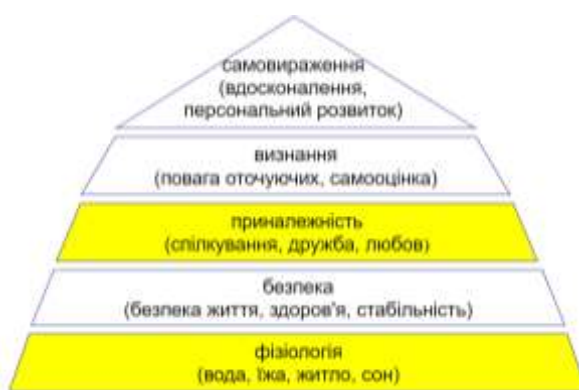 самовираження
(вдосконалення,
персональний розвиток)
визнання
(повага оточуючих, самооцінка)
приналежність
(спілкування, дружба, любов)
безпека
(безпека життя, здоров'я, стабільність)
фізіологія
(вода, їжа, житло, сон)